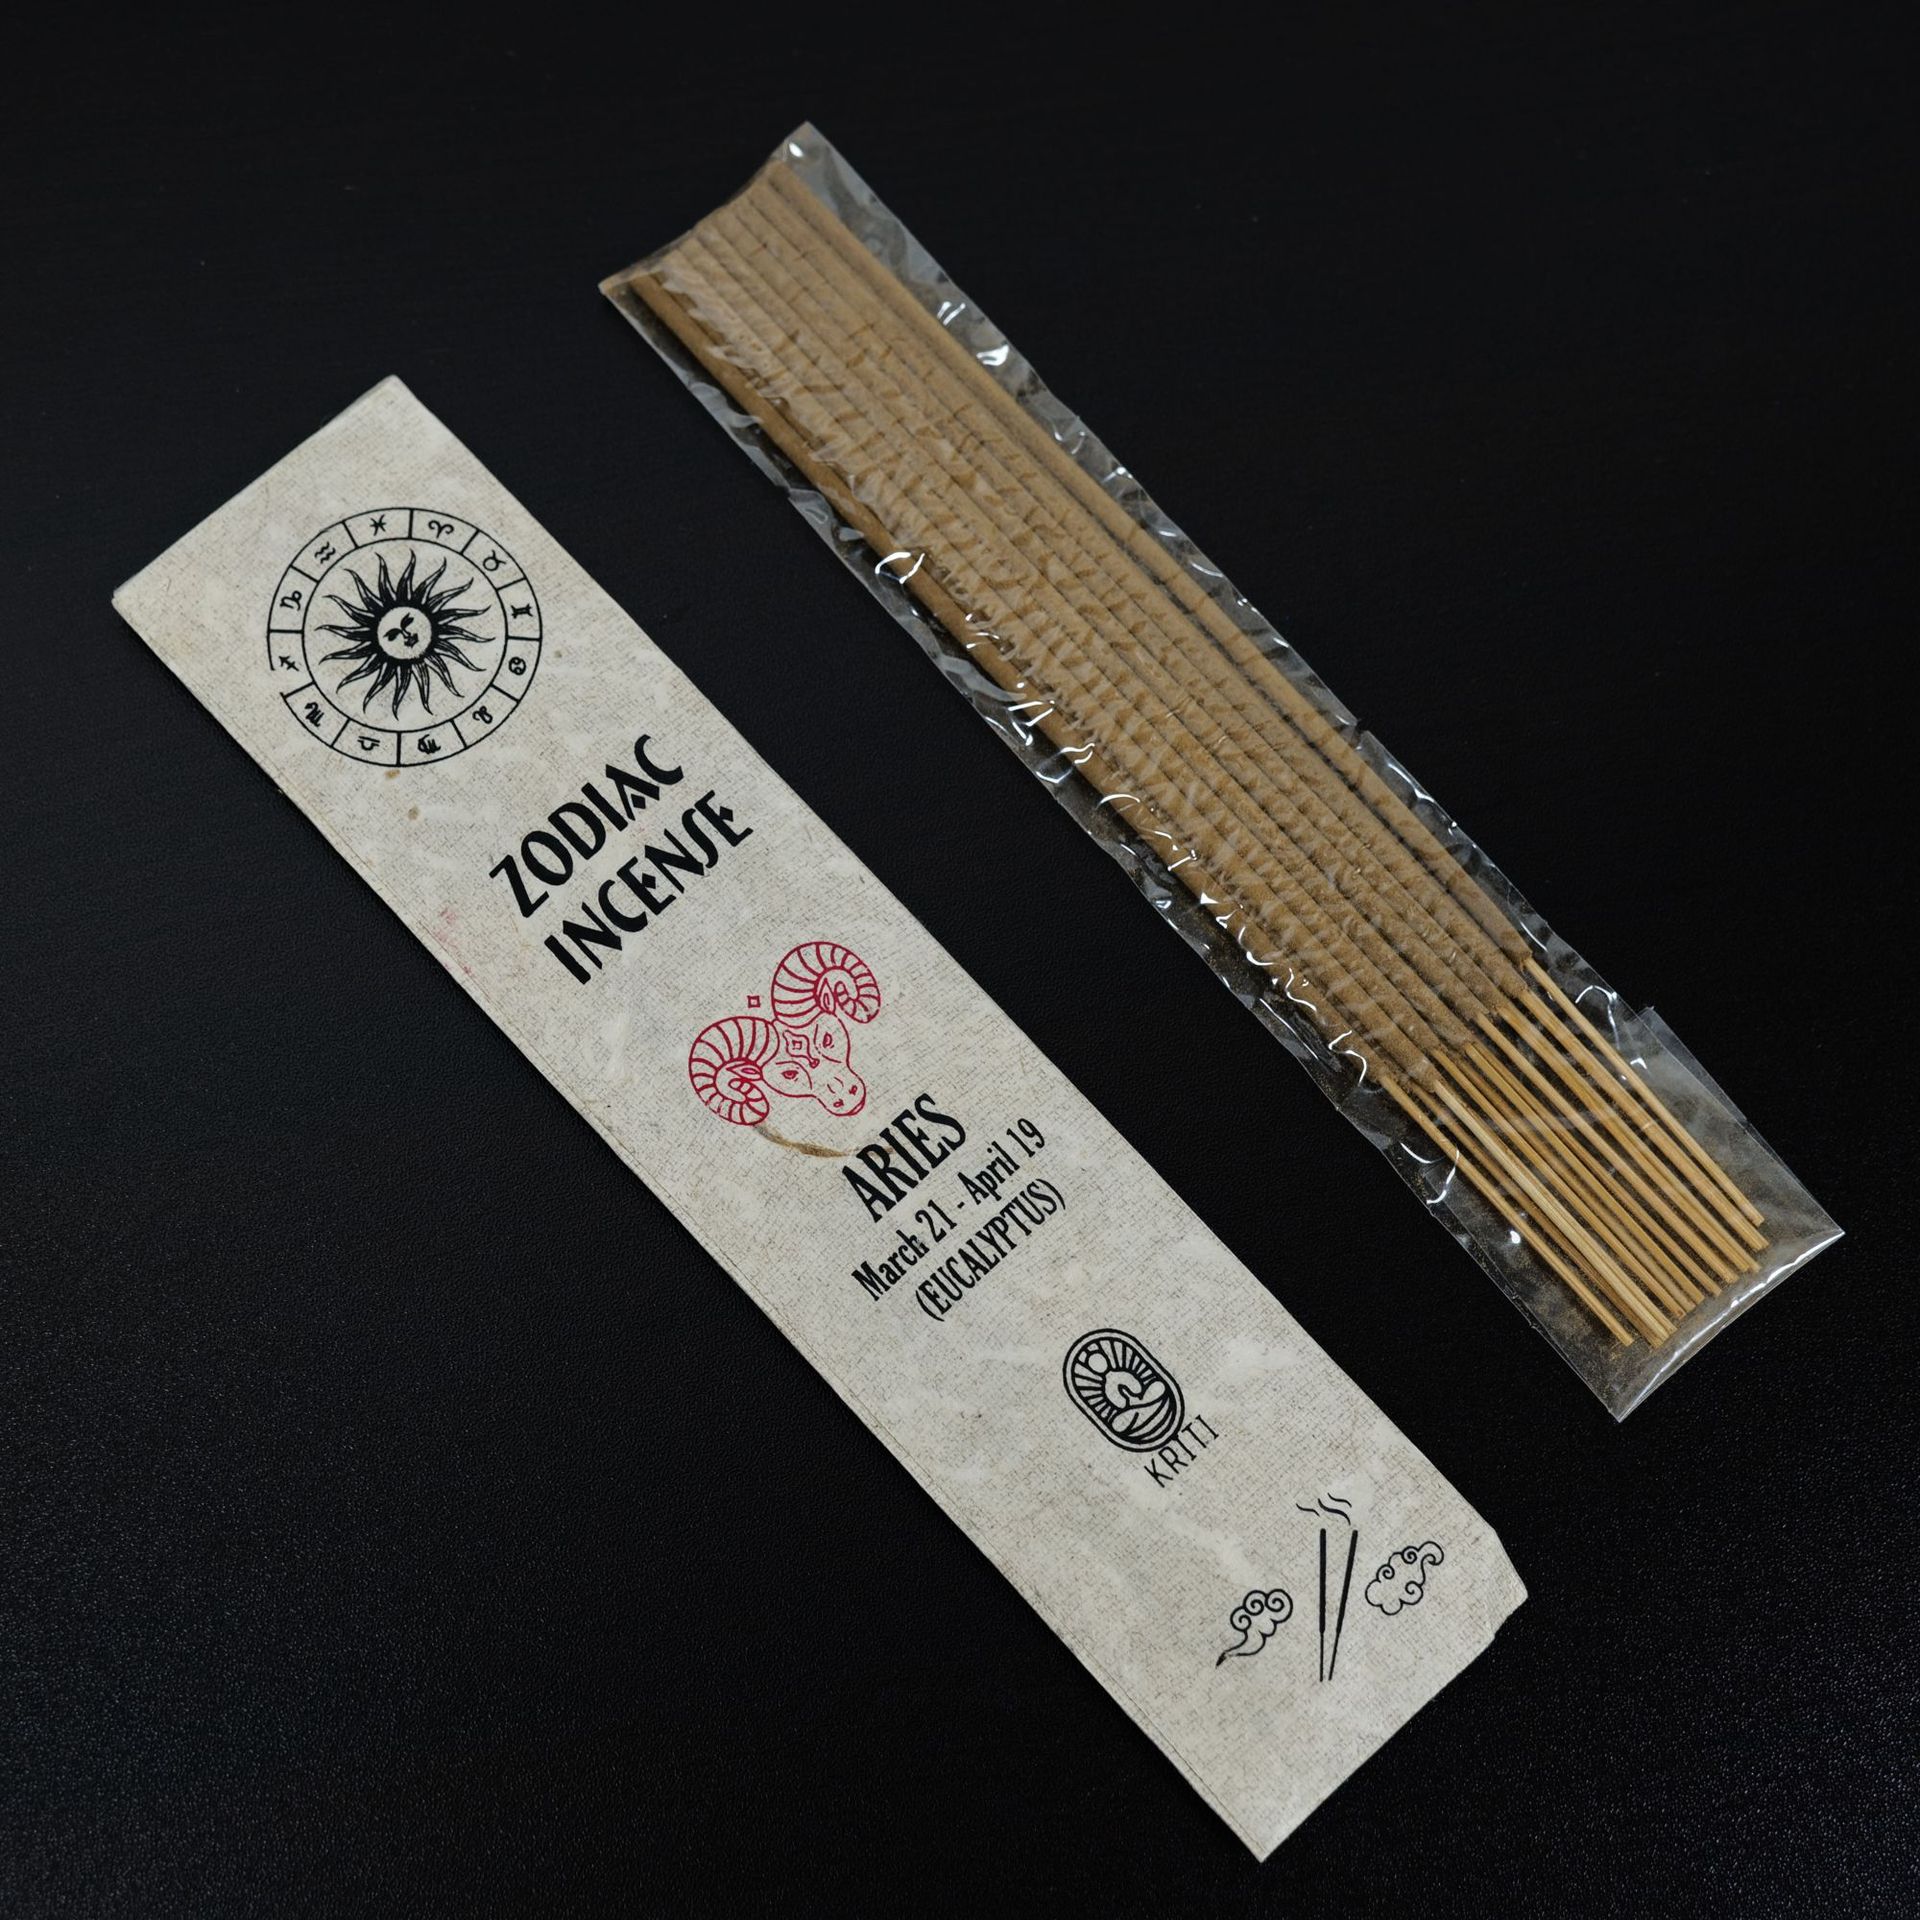 ZODIAC
INCENSE
ARIES
March 21 - April 19
(EUCALYPTUS)
KRITI